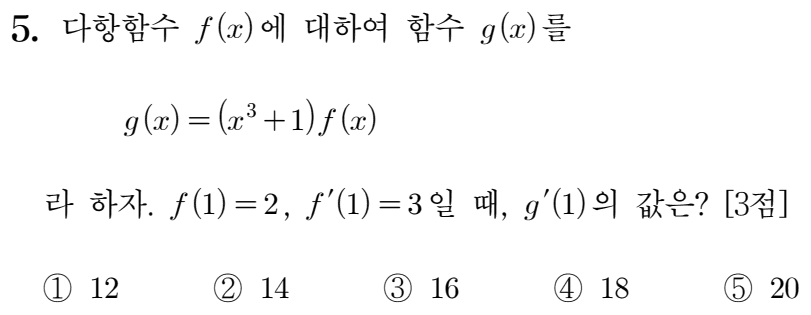 5. 다항함수 f(x)에 대하여 함수 g(x)를
g(x)=(x³+1)f(x)
라 하자. f(1)=2, f′(1)=3일 때, g′(1)의 값은? [3점]
① 12 ② 14 ③ 16 ④ 18 ⑤ 20